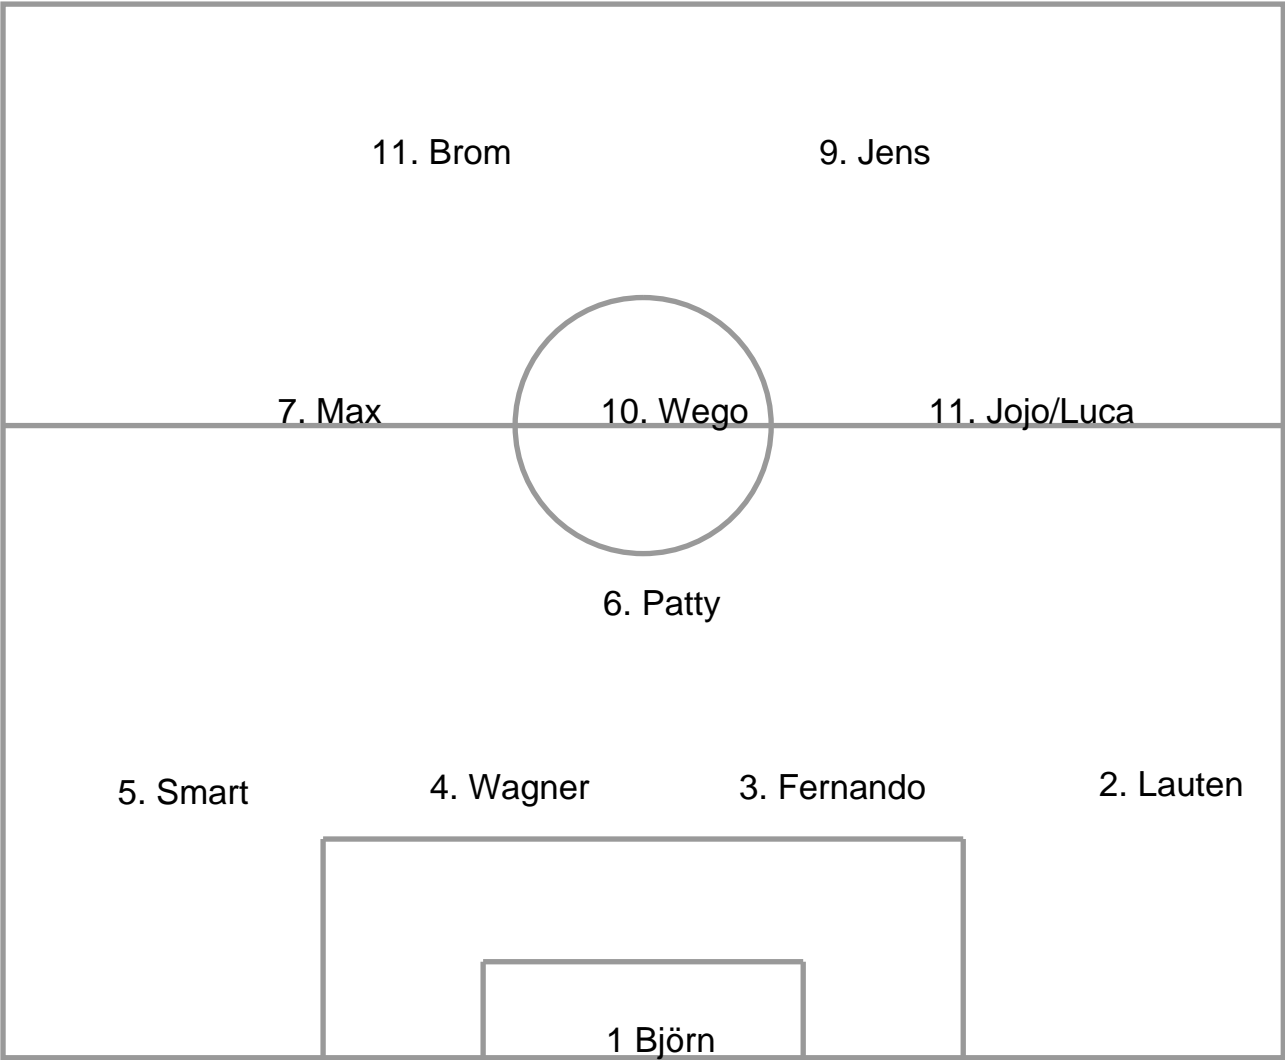 11. Brom
9. Jens
7. Max
10. Wego
11. Jojo/Luca
6. Patty
5. Smart
4. Wagner
3. Fernando
2. Lauten
1 Björn